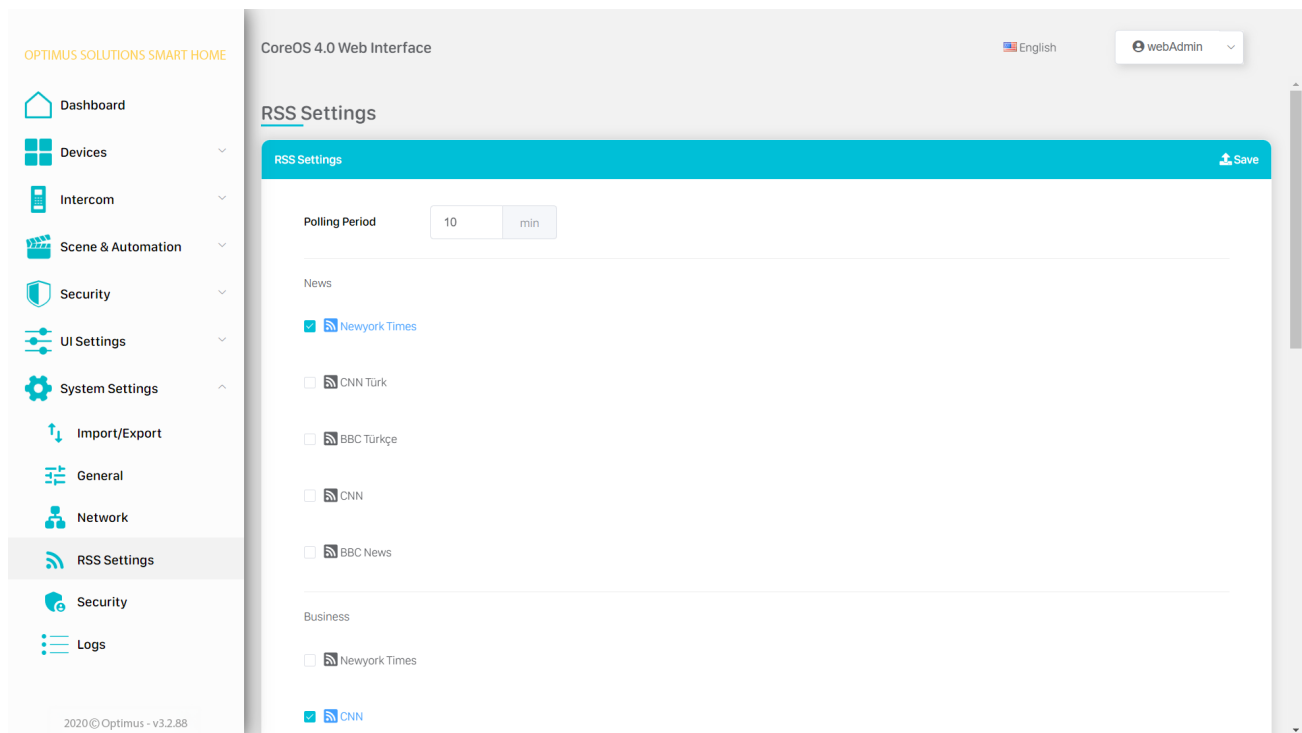 OPTIMUS SOLUTIONS SMART HOME
Dashboard
Devices
Intercom
Scene & Automation
Security
UI Settings
System Settings
Import/Export
General
Network
RSS Settings
Security
Logs
2020 © Optimus - v3.2.88
CoreOS 4.0 Web Interface
English
webAdmin
RSS Settings
RSS Settings
Save
Polling Period 10 min
News
Newyork Times
CNN Türk
BBC Türkçe
CNN
BBC News
Business
Newyork Times
CNN